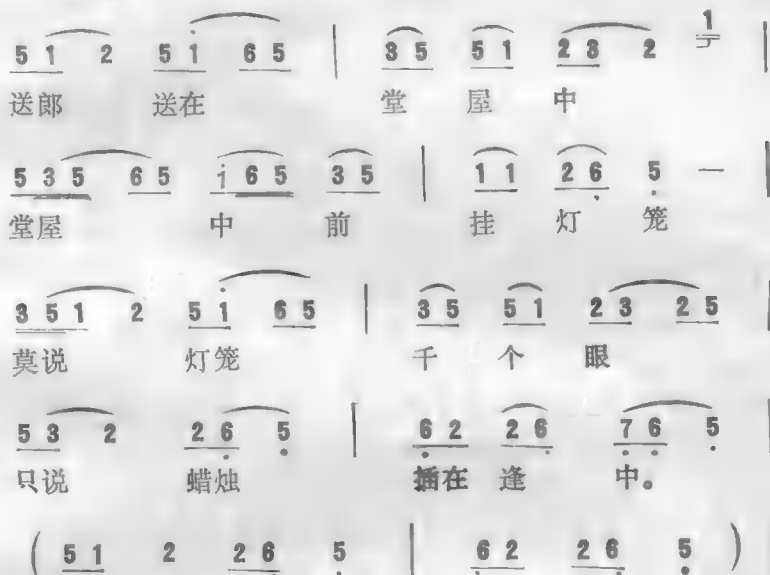 5 1 2 5 1 6 5 | 3 5 5 1 2 3 2 1 |
送郎 送在 堂 屋 中
5 3 5 6 5 i 6 5 3 5 | 1 1 2 6 5 — |
堂屋 中 前 挂 灯 笼
3 5 1 2 5 1 6 5 | 3 5 5 1 2 3 2 5 |
莫说 灯笼 千 个 眼
5 3 2 2 6 5 | 6 2 2 6 7 6 5 |
只说 蜡烛 插在 逢 中。
( 5 1 2 2 6 5 | 6 2 2 6 5 )